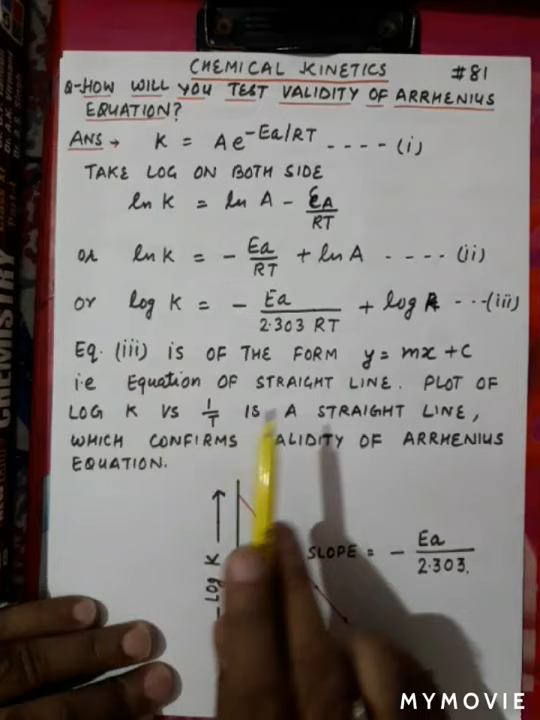 CHEMICAL KINETICS #81
Q-HOW WILL YOU TEST VALIDITY OF ARRHENIUS
EQUATION?
ANS → K = Ae^-Ea/RT ---- (i)
TAKE LOG ON BOTH SIDE
ln K = ln A - EA/RT
or ln K = - Ea/RT + ln A ---- (ii)
or log K = - Ea/2.303 RT + log A ---(iii)
Eq. (iii) IS OF THE FORM y = mx + C
i.e Equation OF STRAIGHT LINE. PLOT OF
LOG K VS 1/T IS A STRAIGHT LINE,
WHICH CONFIRMS VALIDITY OF ARRHENIUS
EQUATION.
LOG K →
SLOPE = - Ea/2.303.
CHEMISTRY
MYMOVIE